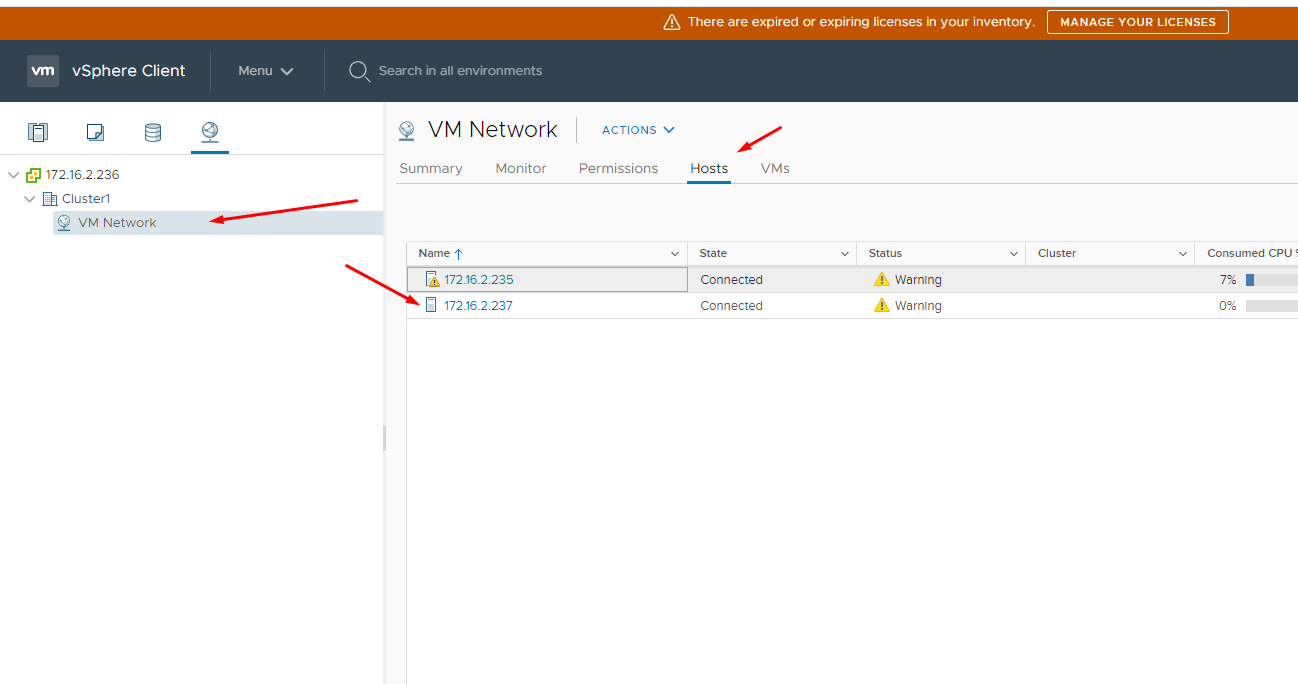 There are expired or expiring licenses in your inventory. MANAGE YOUR LICENSES
vm vSphere Client Menu Search in all environments
172.16.2.236
Cluster1
VM Network
VM Network ACTIONS
Summary Monitor Permissions Hosts VMs
Name State Status Cluster Consumed CPU %
172.16.2.235 Connected Warning 7%
172.16.2.237 Connected Warning 0%